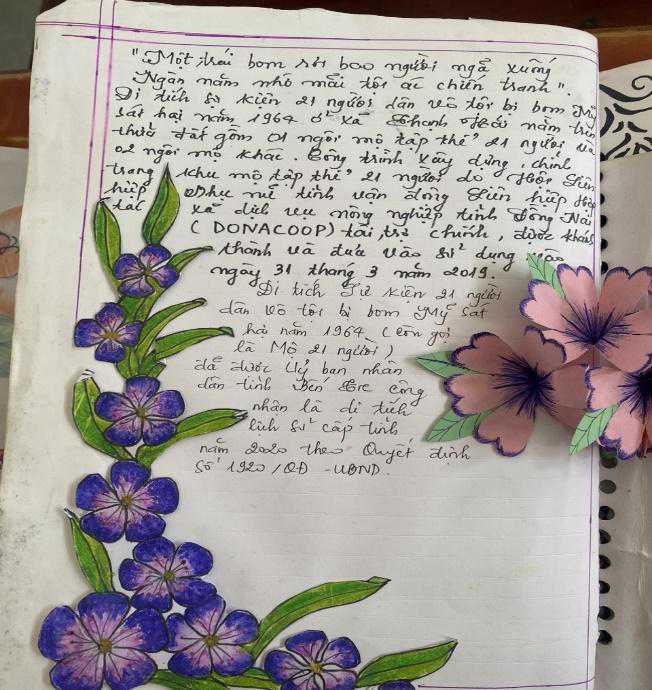 "Một trái bom rơi bao người ngã xuống
Ngàn năm nhớ mãi tội ác chiến tranh".
Di tích Sự kiện 21 người dân vô tội bị bom Mỹ
sát hại năm 1964 ở xã Thạnh Hải nằm trên
thửa đất gồm 01 ngôi mộ tập thể 21 người và
02 ngôi mộ khác. Công trình xây dựng, chỉnh
trang khu mộ tập thể 21 người do Hội Liên
hiệp Phụ nữ tỉnh vận động Liên hiệp Hợp
tác xã dịch vụ nông nghiệp tỉnh Đồng Nai
(DONACOOP) tài trợ chính, được khánh
thành và đưa vào sử dụng vào
ngày 31 tháng 3 năm 2019.
Di tích Sự kiện 21 người
dân vô tội bị bom Mỹ sát
hại năm 1964 (còn gọi
là Mộ 21 người)
đã được Uỷ ban nhân
dân tỉnh Bến Tre công
nhận là di tích
lịch sử cấp tỉnh
năm 2020 theo Quyết định
Số 1920/QĐ-UBND.